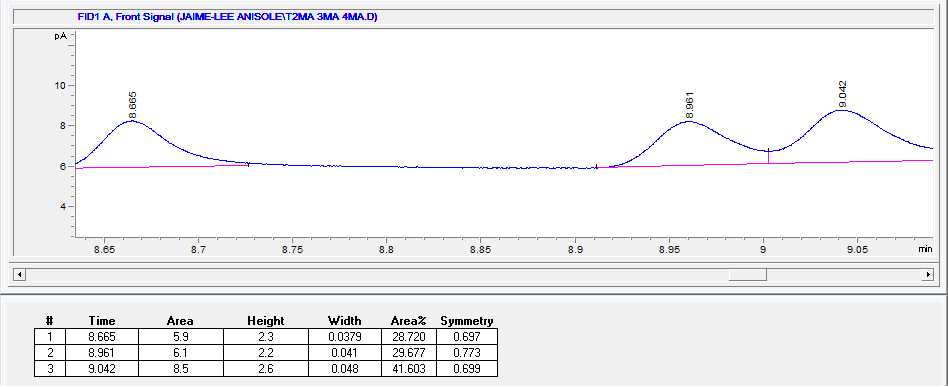 FID1 A, Front Signal (JAIME-LEE ANISOLE\T2MA 3MA 4MA.D)
pA
10
8
6
4
8.665
8.961
9.042
8.65 8.7 8.75 8.8 8.85 8.9 8.95 9 9.05 min
# Time Area Height Width Area% Symmetry
1 8.665 5.9 2.3 0.0379 28.720 0.697
2 8.961 6.1 2.2 0.041 29.677 0.773
3 9.042 8.5 2.6 0.048 41.603 0.699